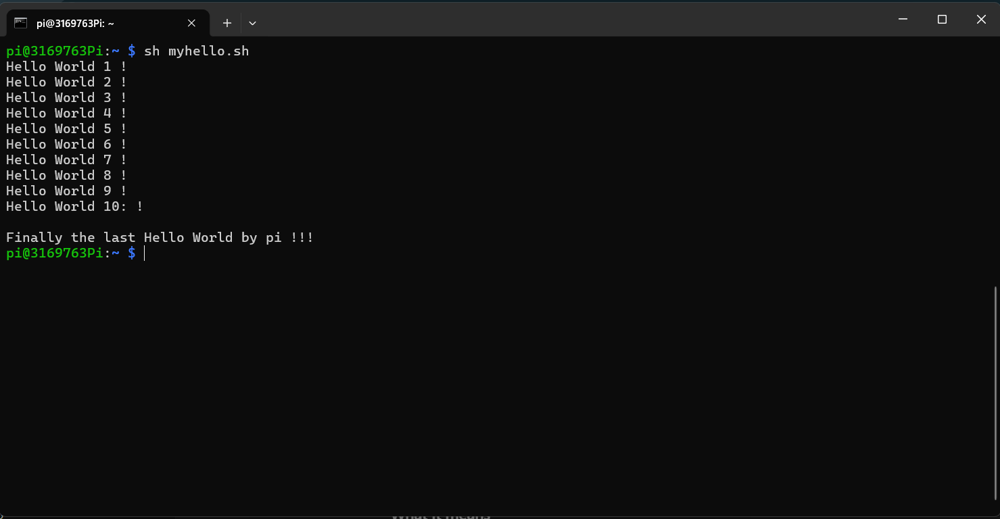 pi@3169763Pi: ~
pi@3169763Pi:~ $ sh myhello.sh
Hello World 1 !
Hello World 2 !
Hello World 3 !
Hello World 4 !
Hello World 5 !
Hello World 6 !
Hello World 7 !
Hello World 8 !
Hello World 9 !
Hello World 10: !
Finally the last Hello World by pi !!!
pi@3169763Pi:~ $
What it means